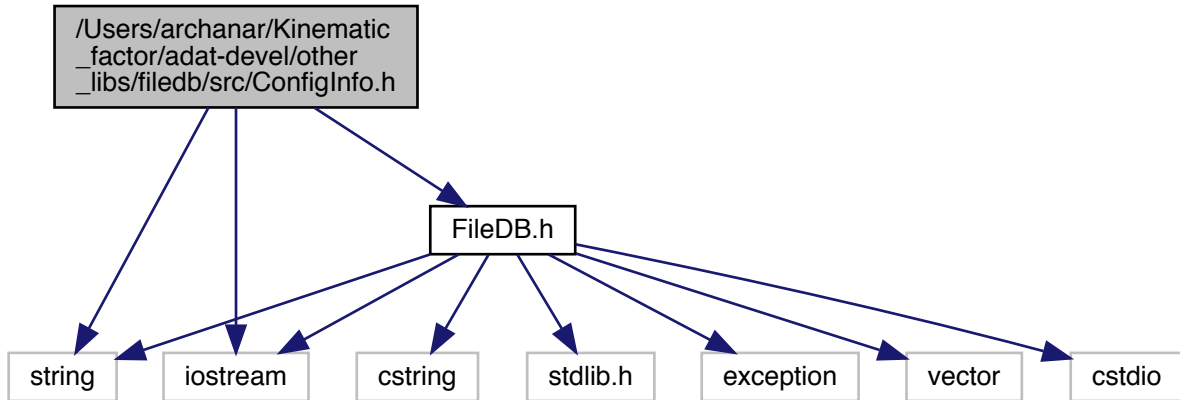 /Users/archanar/Kinematic
_factor/adat-devel/other
_libs/filedb/src/ConfigInfo.h
FileDB.h
string
iostream
cstring
stdlib.h
exception
vector
cstdio